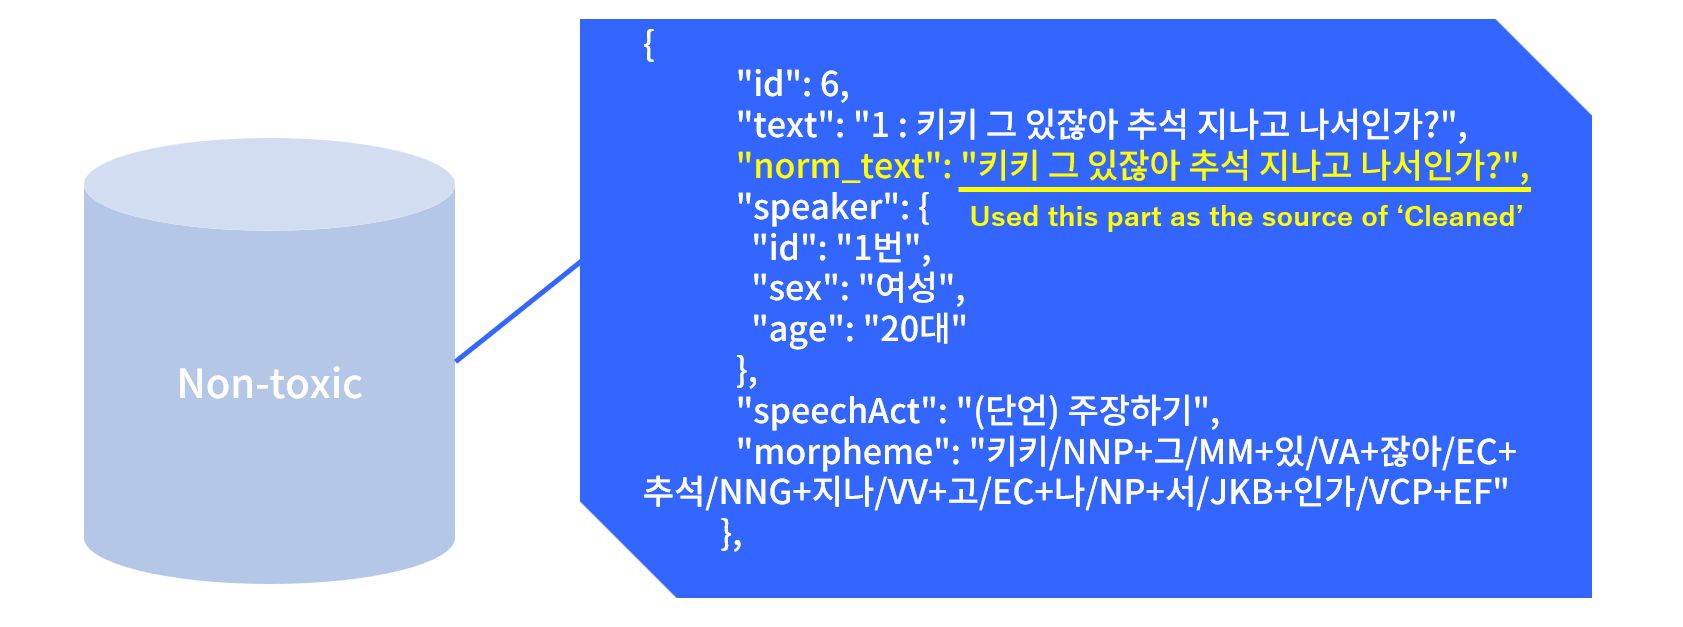 Non-toxic
{
"id": 6,
"text": "1 : 키키 그 있잖아 추석 지나고 나서인가?",
"norm_text": "키키 그 있잖아 추석 지나고 나서인가?",
"speaker": {
Used this part as the source of ‘Cleaned’
"id": "1번",
"sex": "여성",
"age": "20대"
},
"speechAct": "(단언) 주장하기",
"morpheme": "키키/NNP+그/MM+있/VA+잖아/EC+
추석/NNG+지나/VV+고/EC+나/NP+서/JKB+인가/VCP+EF"
},